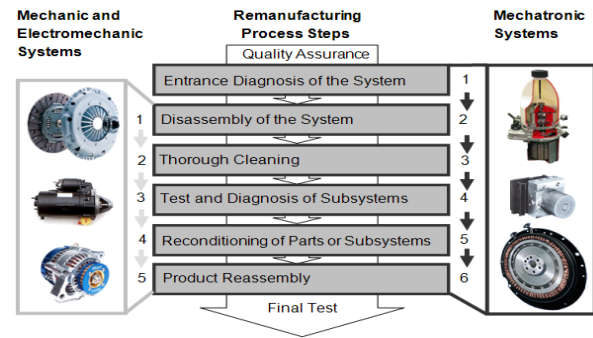 Mechanic and
Electromechanic
Systems
Remanufacturing
Process Steps
Mechatronic
Systems
Quality Assurance
Entrance Diagnosis of the System 1
1 Disassembly of the System 2
2 Thorough Cleaning 3
3 Test and Diagnosis of Subsystems 4
4 Reconditioning of Parts or Subsystems 5
5 Product Reassembly 6
Final Test